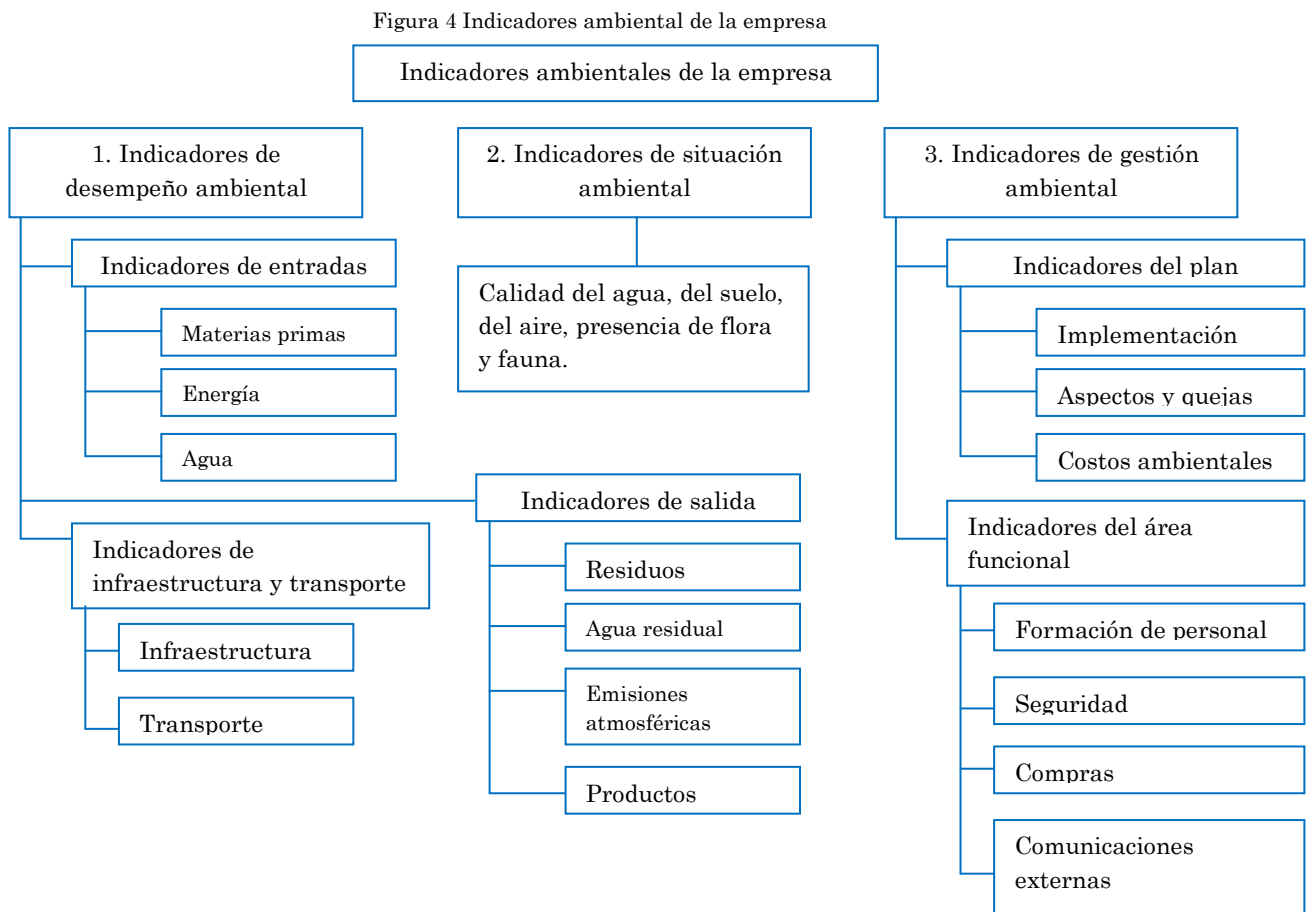 Figura 4 Indicadores ambiental de la empresa
Indicadores ambientales de la empresa
1. Indicadores de
desempeño ambiental
Indicadores de entradas
Materias primas
Energía
Agua
Indicadores de
infraestructura y transporte
Infraestructura
Transporte
2. Indicadores de situación
ambiental
Calidad del agua, del suelo,
del aire, presencia de flora
y fauna.
Indicadores de salida
Residuos
Agua residual
Emisiones
atmosféricas
Productos
3. Indicadores de gestión
ambiental
Indicadores del plan
Implementación
Aspectos y quejas
Costos ambientales
Indicadores del área
funcional
Formación de personal
Seguridad
Compras
Comunicaciones
externas